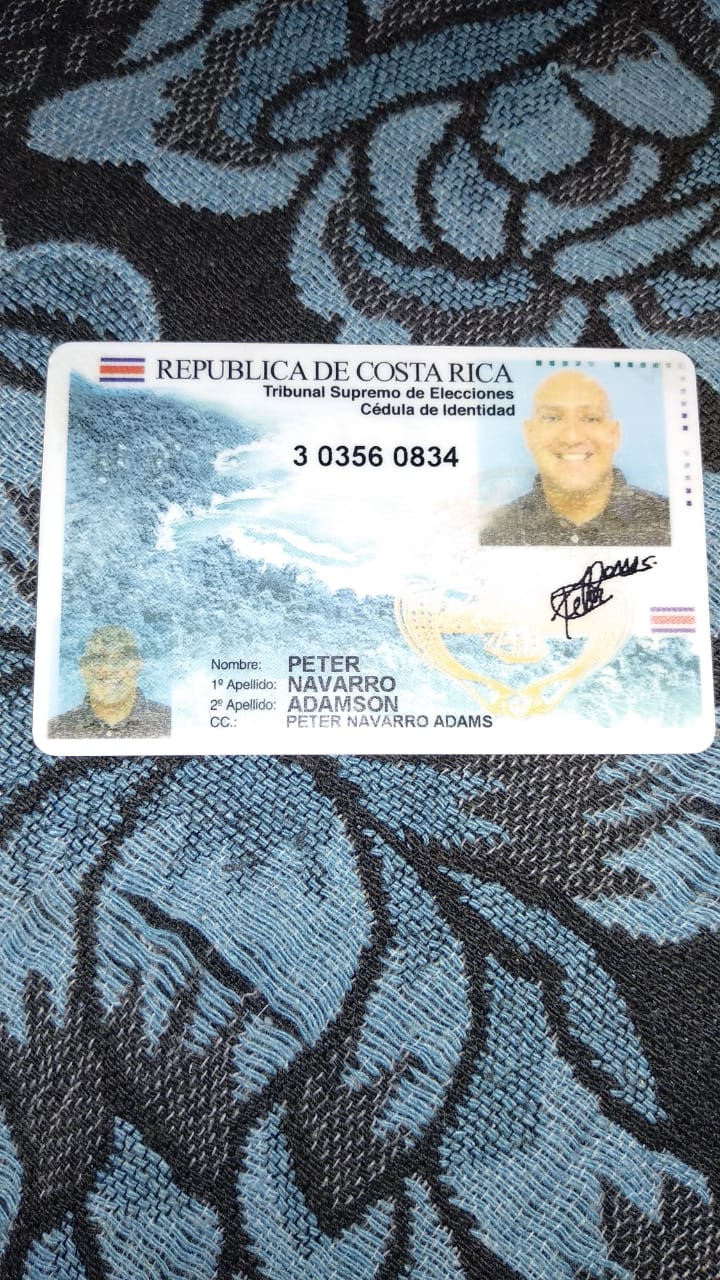 REPUBLICA DE COSTA RICA
Tribunal Supremo de Elecciones
Cédula de Identidad
3 0356 0834
Nombre: PETER
1º Apellido: NAVARRO
2º Apellido: ADAMSON
CC.: PETER NAVARRO ADAMS